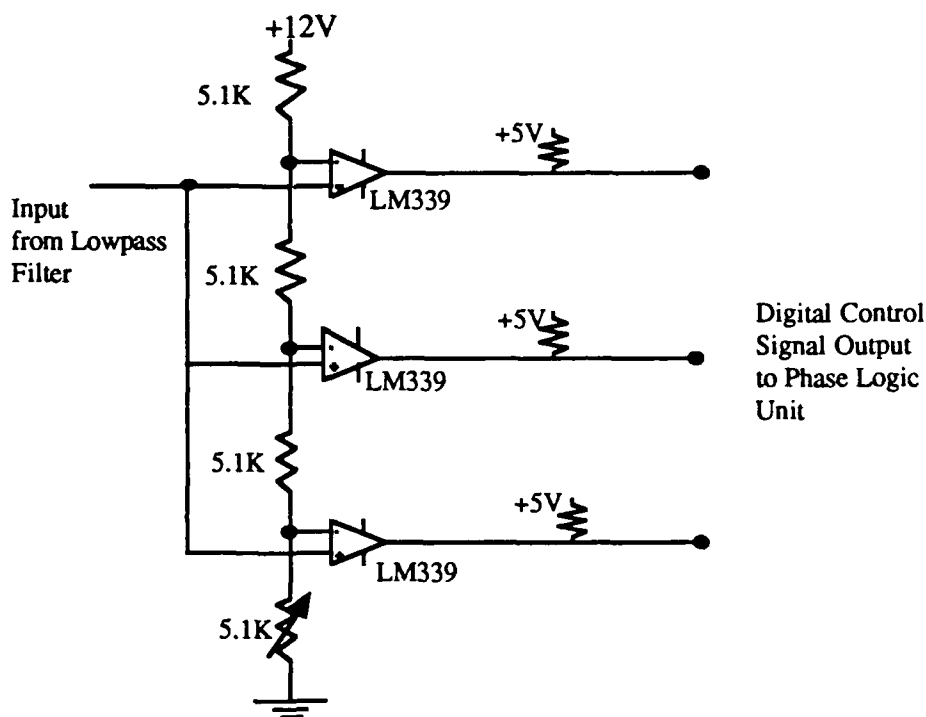 +12V
5.1K
+5V
LM339
Input
from Lowpass
Filter
5.1K
+5V
LM339
Digital Control
Signal Output
to Phase Logic
Unit
5.1K
+5V
LM339
5.1K